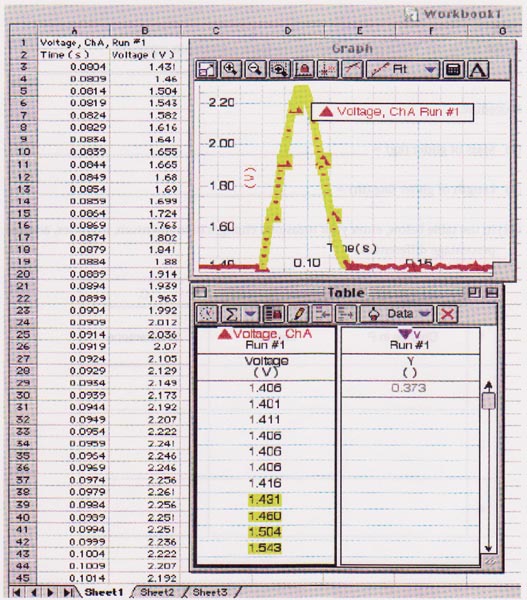 Workbook1
A B C D E F G
1 Voltage, ChA, Run #1
2 Time (s) Voltage (V)
3 0.0804 1.431
4 0.0809 1.46
5 0.0814 1.504
6 0.0819 1.543
7 0.0824 1.582
8 0.0829 1.616
9 0.0834 1.641
10 0.0839 1.655
11 0.0844 1.665
12 0.0849 1.68
13 0.0854 1.69
14 0.0859 1.699
15 0.0864 1.724
16 0.0869 1.763
17 0.0874 1.802
18 0.0879 1.841
19 0.0884 1.88
20 0.0889 1.914
21 0.0894 1.939
22 0.0899 1.963
23 0.0904 1.992
24 0.0909 2.012
25 0.0914 2.036
26 0.0919 2.07
27 0.0924 2.105
28 0.0929 2.129
29 0.0934 2.149
30 0.0939 2.173
31 0.0944 2.192
32 0.0949 2.207
33 0.0954 2.222
34 0.0959 2.241
35 0.0964 2.246
36 0.0969 2.246
37 0.0974 2.256
38 0.0979 2.261
39 0.0984 2.256
40 0.0989 2.251
41 0.0994 2.251
42 0.0999 2.236
43 0.1004 2.222
44 0.1009 2.207
45 0.1014 2.192
Sheet1 Sheet2 Sheet3
Graph
Fit
Voltage, ChA Run #1
2.20
2.00
1.80
(V)
1.60
1.40
Time(s)
0.10 0.15
Table
Data
Voltage, ChA v
Run #1 Run #1
Voltage Y
(V) ()
1.406 0.373
1.401
1.411
1.406
1.406
1.406
1.416
1.431
1.460
1.504
1.543